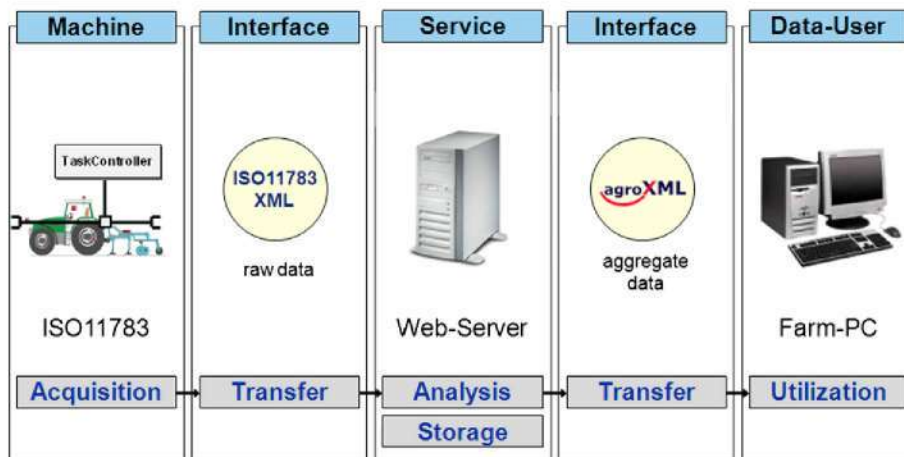 Machine
Interface
Service
Interface
Data-User
TaskController
ISO11783
XML
agroXML
raw data
aggregate
data
ISO11783
Web-Server
Farm-PC
Acquisition
Transfer
Analysis
Transfer
Utilization
Storage